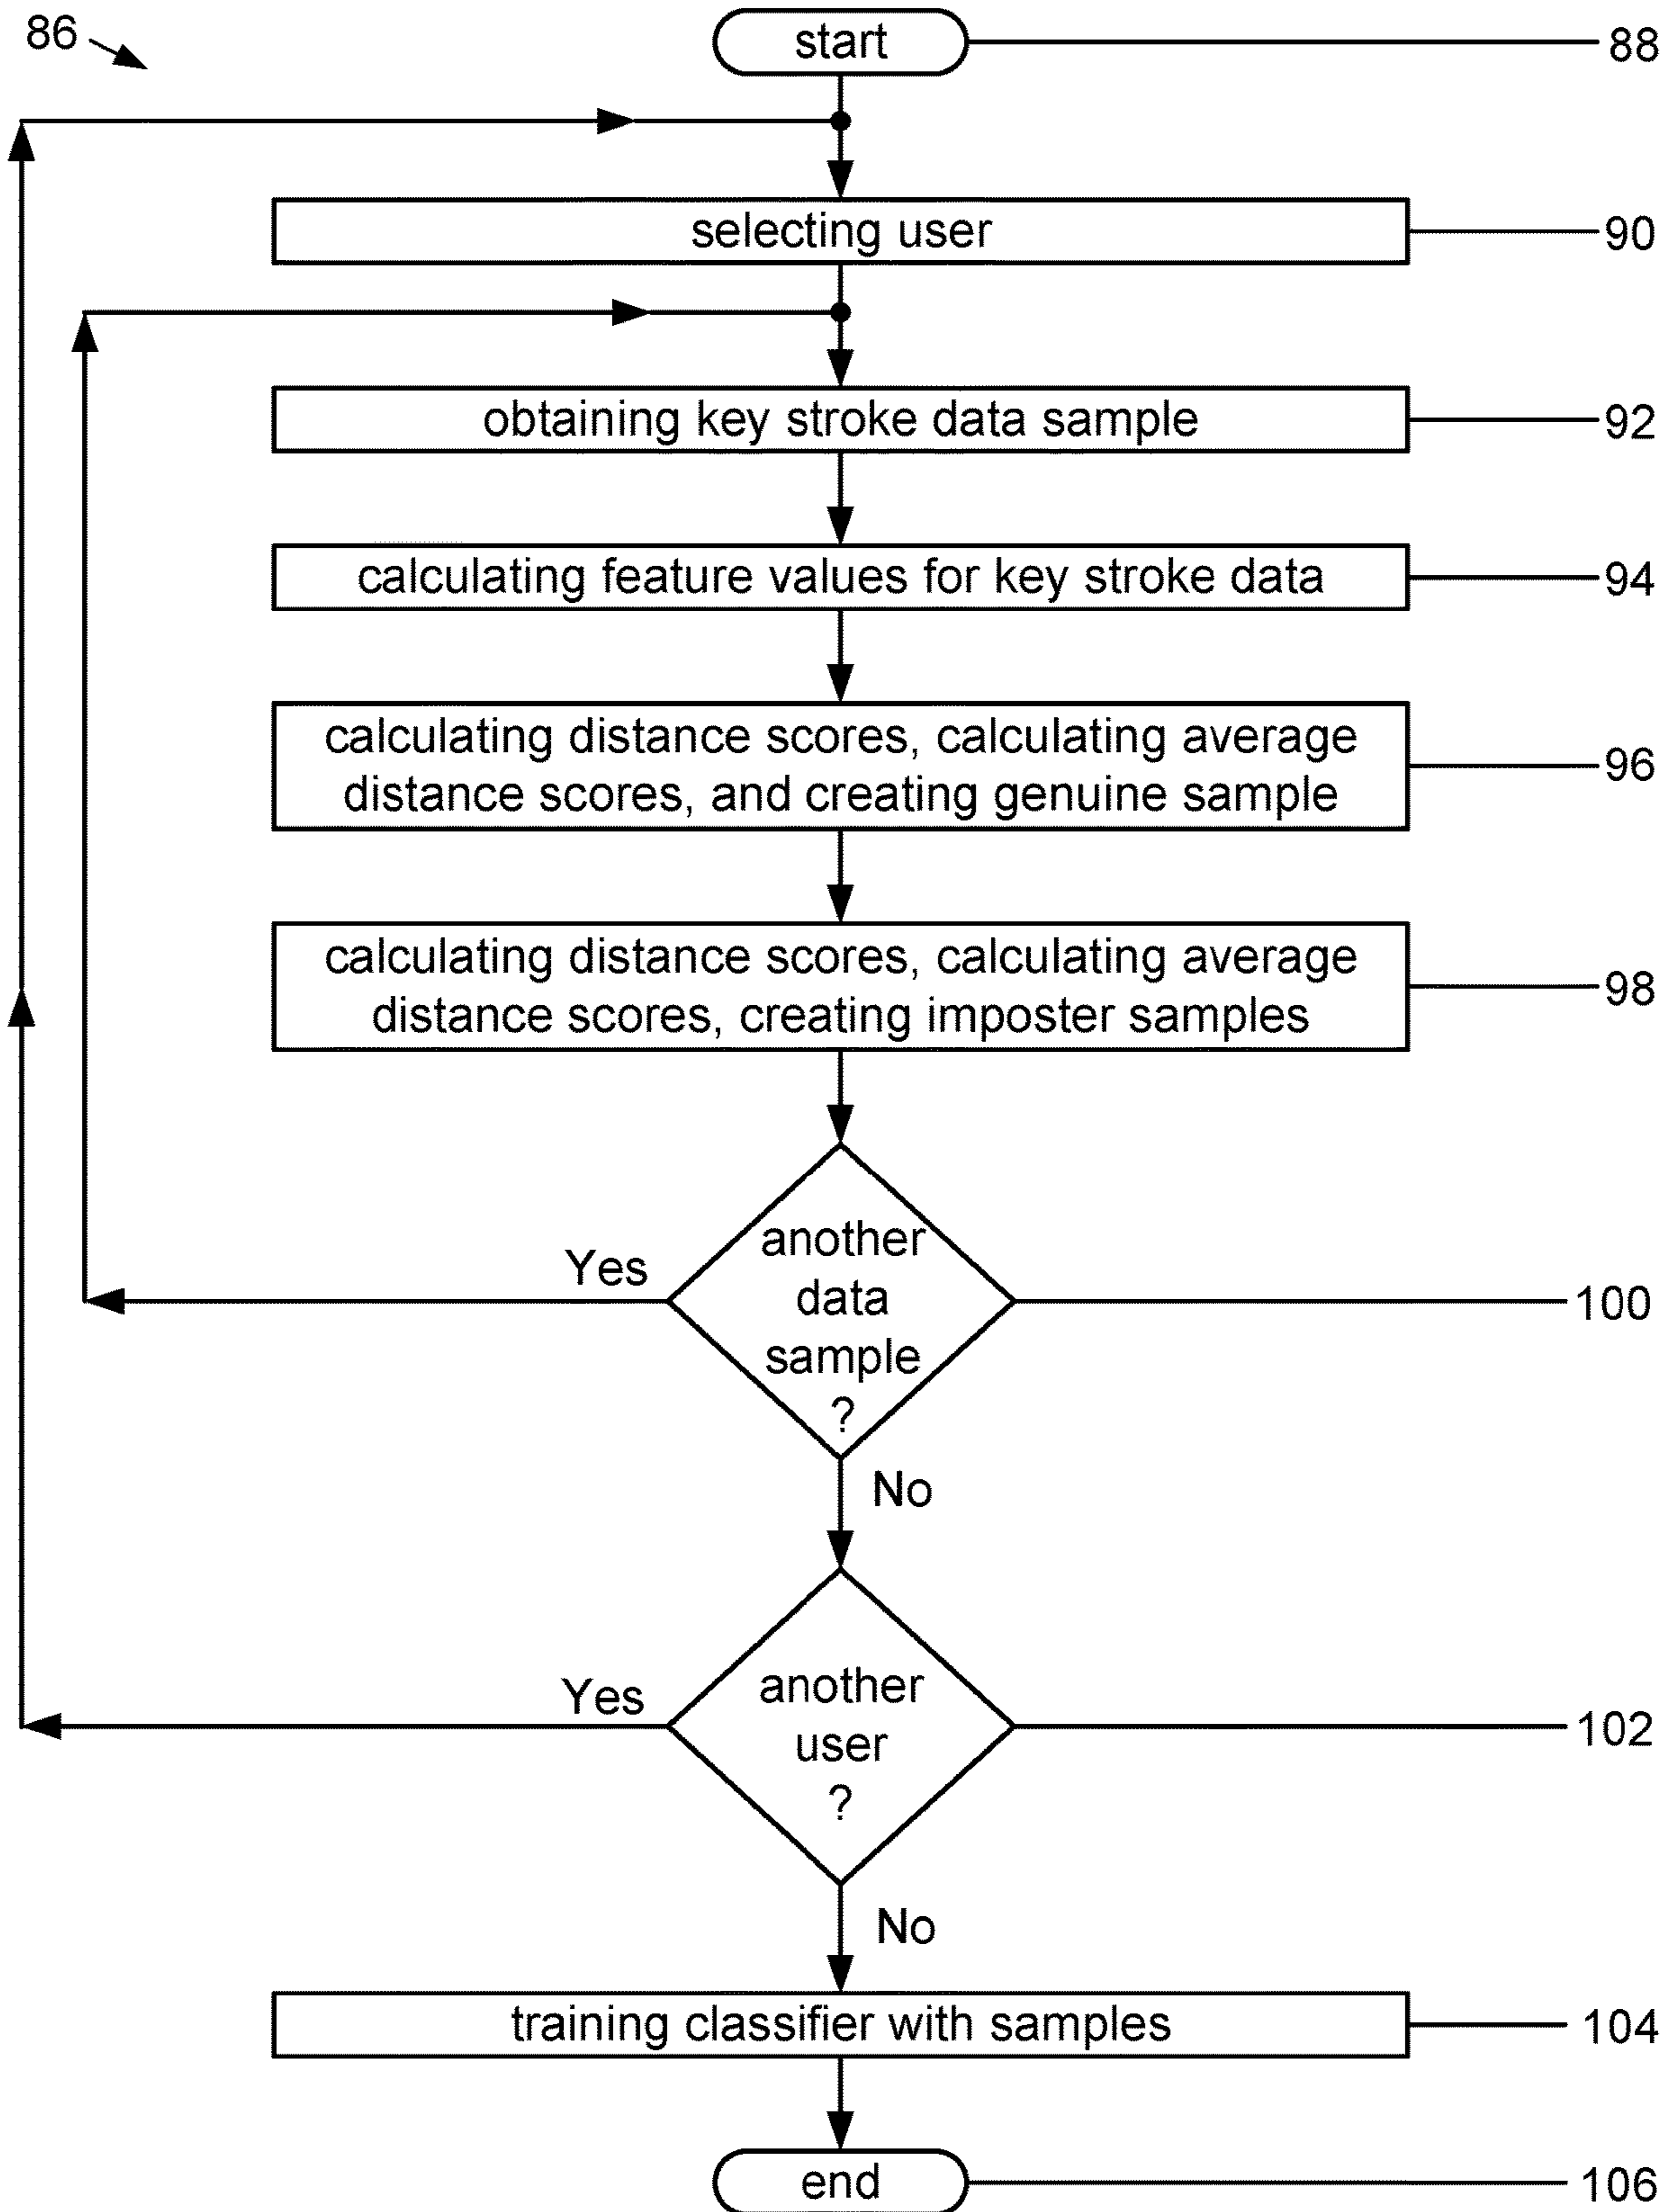 86
start
88
selecting user
90
obtaining key stroke data sample
92
calculating feature values for key stroke data
94
calculating distance scores, calculating average
distance scores, and creating genuine sample
96
calculating distance scores, calculating average
distance scores, creating imposter samples
98
another
data
sample
?
Yes
100
No
another
user
?
Yes
102
No
training classifier with samples
104
end
106